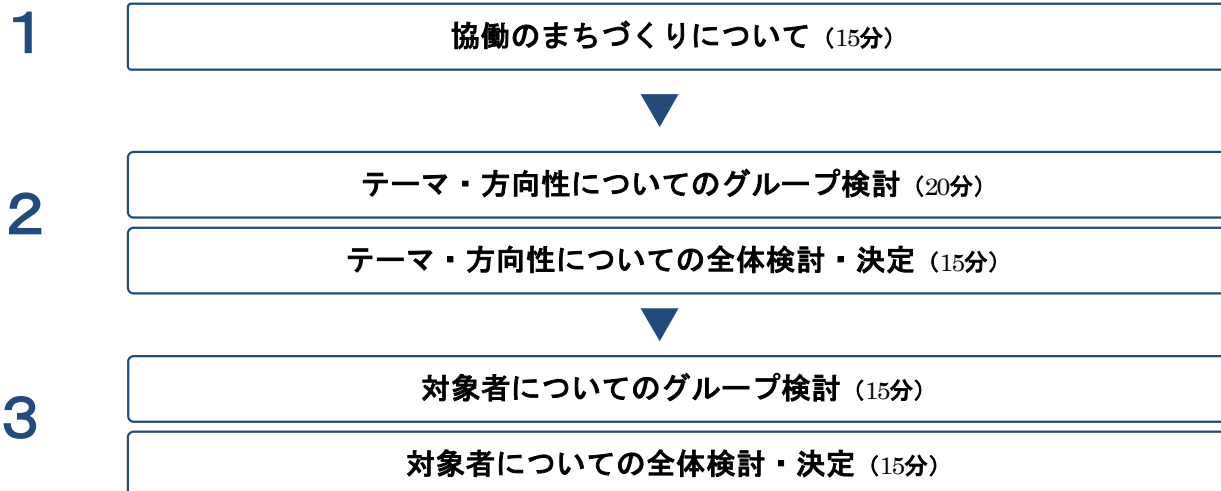 1
協働のまちづくりについて（15分）
2
テーマ・方向性についてのグループ検討（20分）
テーマ・方向性についての全体検討・決定（15分）
3
対象者についてのグループ検討（15分）
対象者についての全体検討・決定（15分）